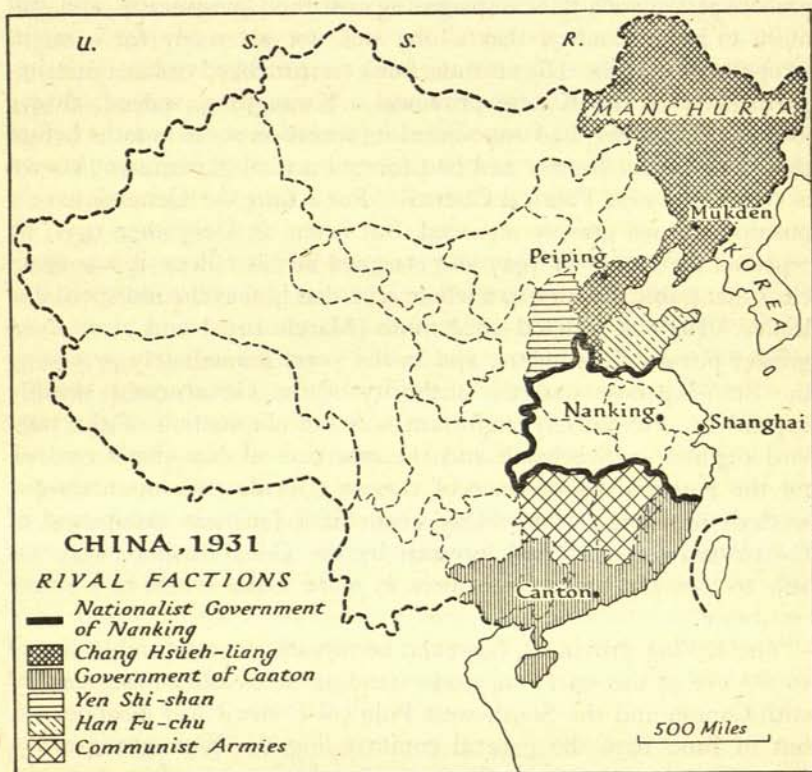 U. S. S. R.
MANCHURIA
Mukden
Peiping
KOREA
Nanking
Shanghai
CHINA, 1931
RIVAL FACTIONS
Nationalist Government
of Nanking
Chang Hsüeh-liang
Government of Canton
Yen Shi-shan
Han Fu-chu
Communist Armies
Canton
500 Miles